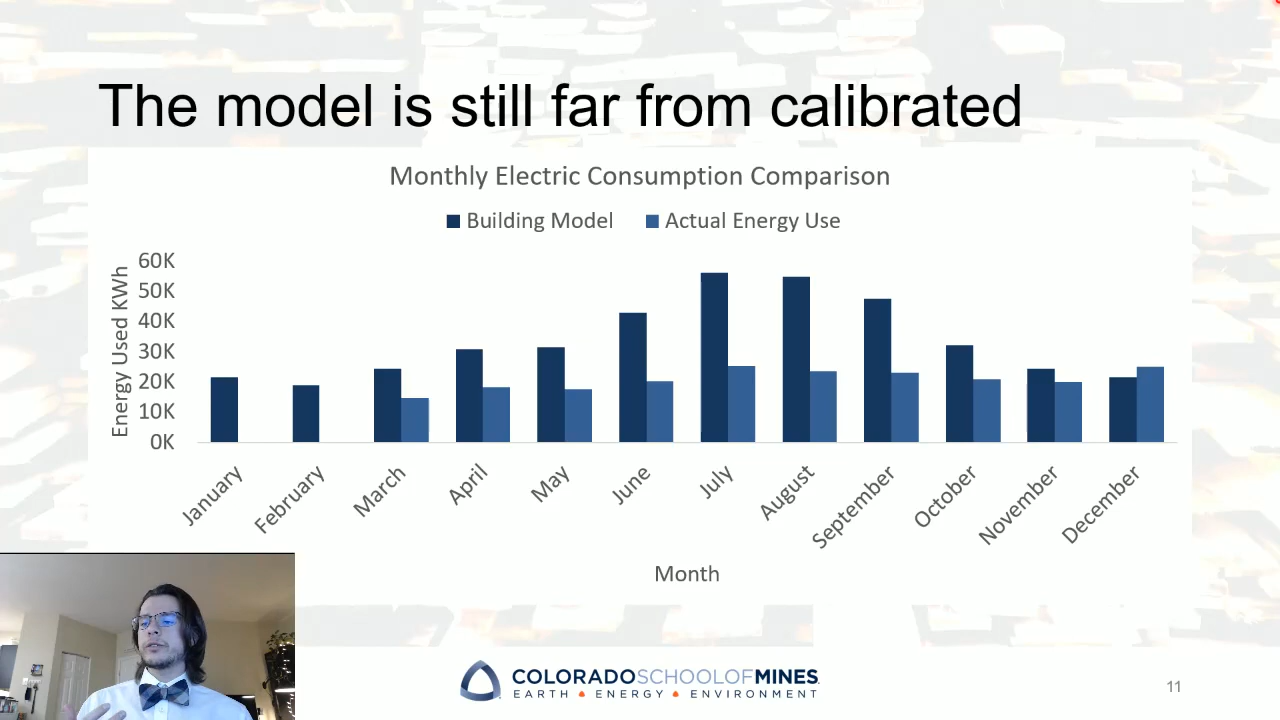 The model is still far from calibrated
Monthly Electric Consumption Comparison
Building Model Actual Energy Use
Energy Used KWh
60K
50K
40K
30K
20K
10K
0K
January February March April May June July August September October November December
Month
COLORADOSCHOOLOFMINES
EARTH • ENERGY • ENVIRONMENT
11